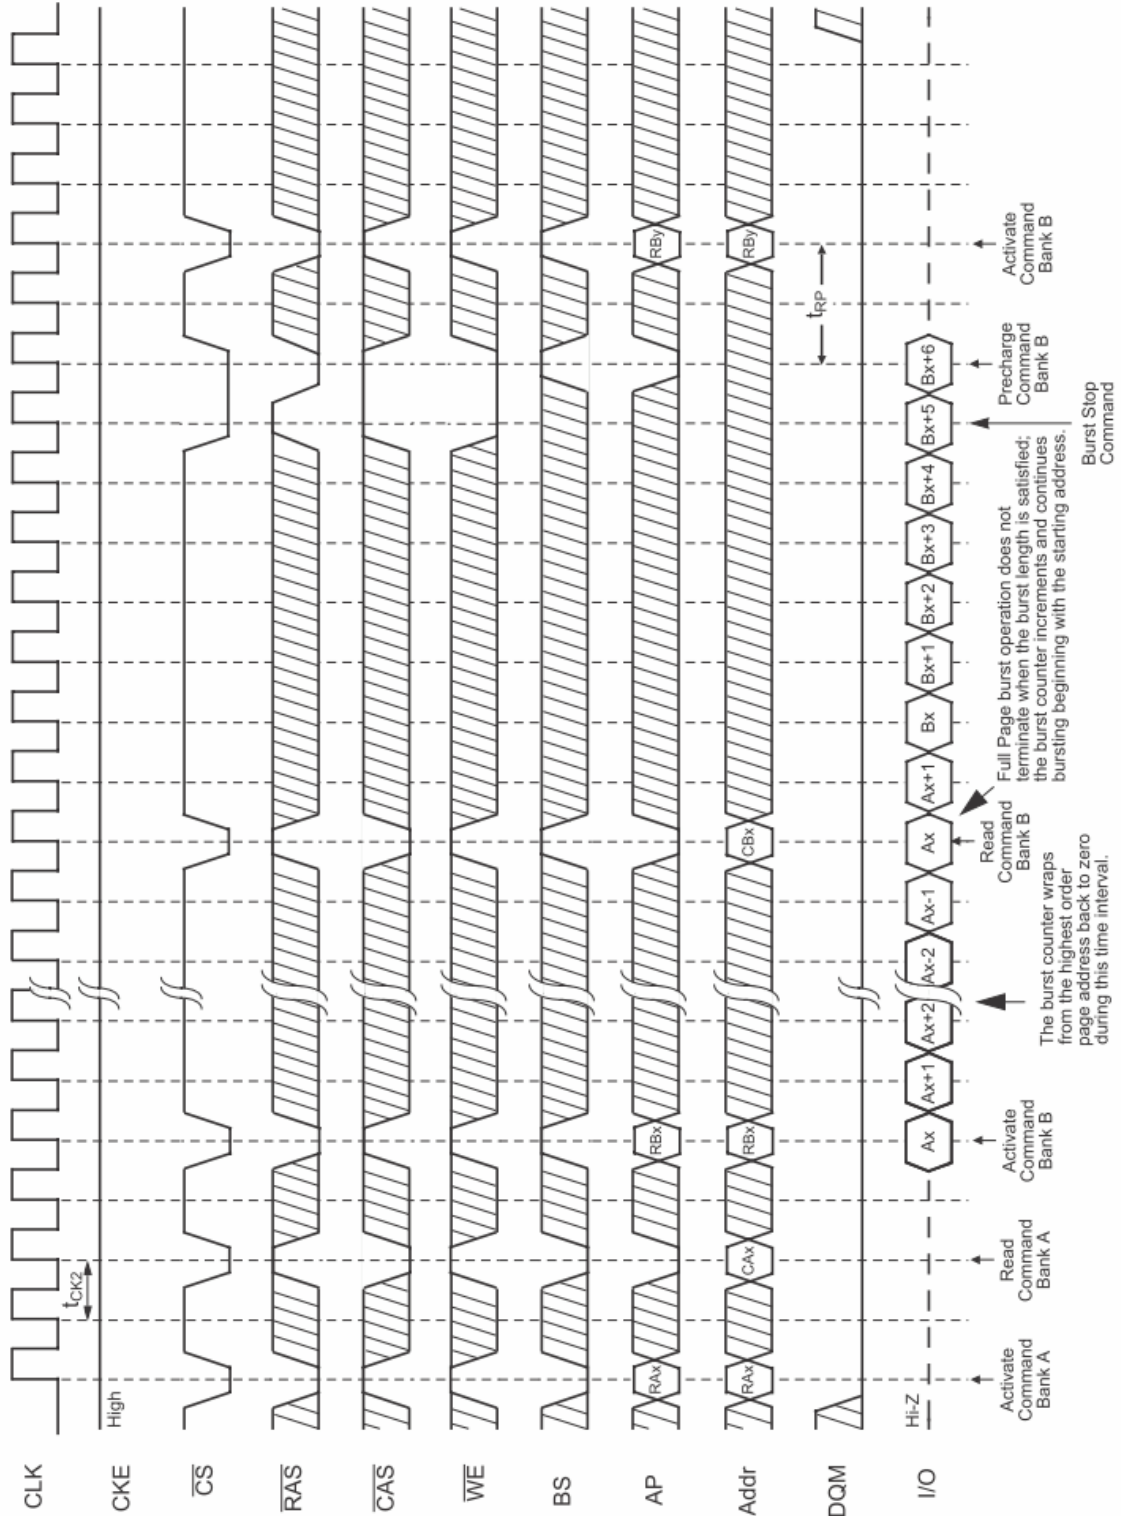 CLK
tCK2
CKE
High
CS
RAS
CAS
WE
BS
AP
RAx
RBx
RBy
Addr
RAx
CAx
RBx
CBx
RBy
tRP
DQM
I/O
Hi-Z
Ax
Ax+1
Ax+2
Ax-2
Ax-1
Ax
Ax+1
Bx
Bx+1
Bx+2
Bx+3
Bx+4
Bx+5
Bx+6
Activate
Command
Bank A
Read
Command
Bank A
Activate
Command
Bank B
The burst counter wraps
from the highest order
page address back to zero
during this time interval.
Read
Command
Bank B
Full Page burst operation does not
terminate when the burst length is satisfied;
the burst counter increments and continues
bursting beginning with the starting address.
Burst Stop
Command
Precharge
Command
Bank B
Activate
Command
Bank B